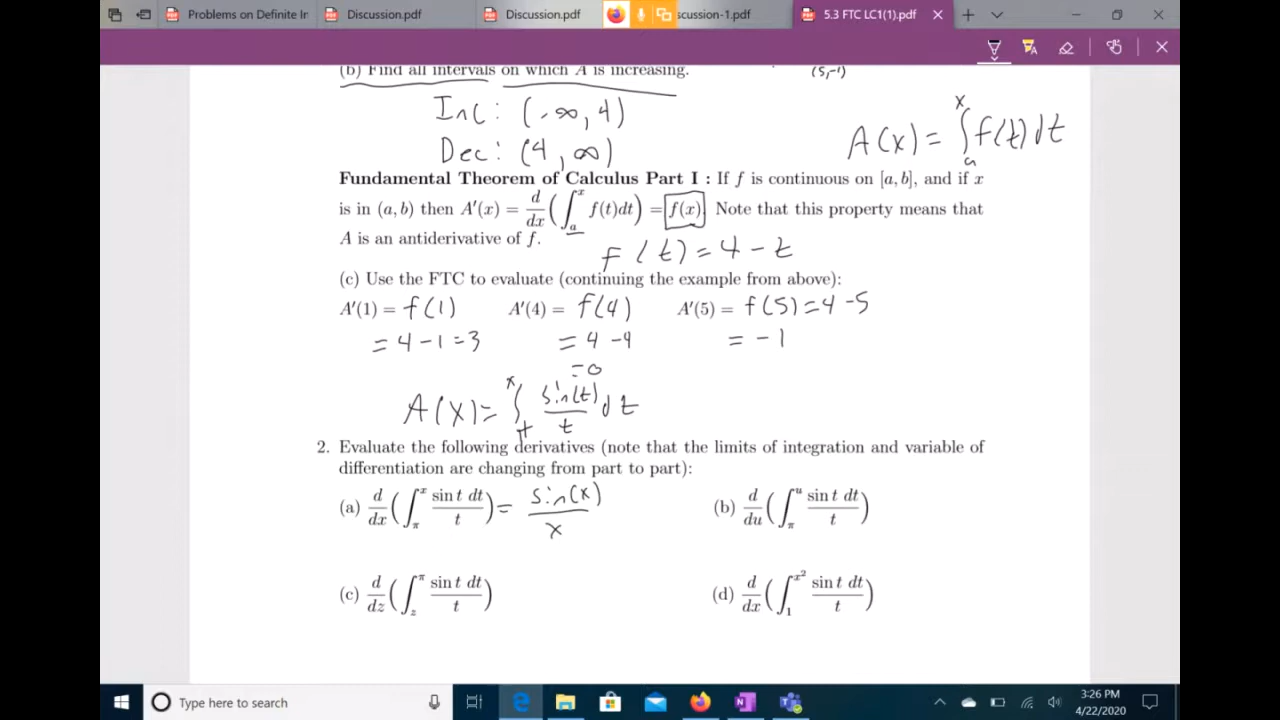 Problems on Definite In
Discussion.pdf
Discussion.pdf
scussion-1.pdf
5.3 FTC LC1(1).pdf
(b) Find all intervals on which A is increasing.
(5,-1)
Inc: (-∞, 4)
Dec: (4, ∞)
A(x) = ∫_a^x f(t) dt
Fundamental Theorem of Calculus Part I : If f is continuous on [a, b], and if x
is in (a, b) then A′(x) = d/dx (∫_a^x f(t)dt) = f(x). Note that this property means that
A is an antiderivative of f.
f(t) = 4 - t
(c) Use the FTC to evaluate (continuing the example from above):
A′(1) = f(1) A′(4) = f(4) A′(5) = f(5) = 4 - 5
= 4 - 1 = 3 = 4 - 4 = -1
= 0
A(x) = ∫_π^x sin(t)/t dt
2. Evaluate the following derivatives (note that the limits of integration and variable of
differentiation are changing from part to part):
(a) d/dx (∫_π^x sin t dt/t) = sin(x)/x (b) d/du (∫_π^u sin t dt/t)
(c) d/dz (∫_z^π sin t dt/t) (d) d/dx (∫_1^{x^2} sin t dt/t)
Type here to search
3:26 PM
4/22/2020